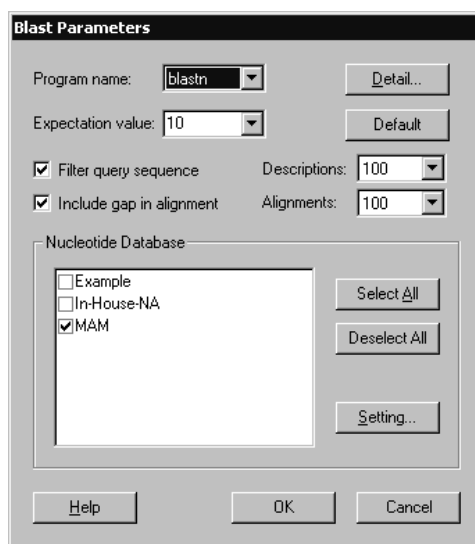 Blast Parameters
Program name: blastn Detail...
Expectation value: 10 Default
Filter query sequence Descriptions: 100
Include gap in alignment Alignments: 100
Nucleotide Database
Example
In-House-NA
MAM
Select All
Deselect All
Setting...
Help OK Cancel